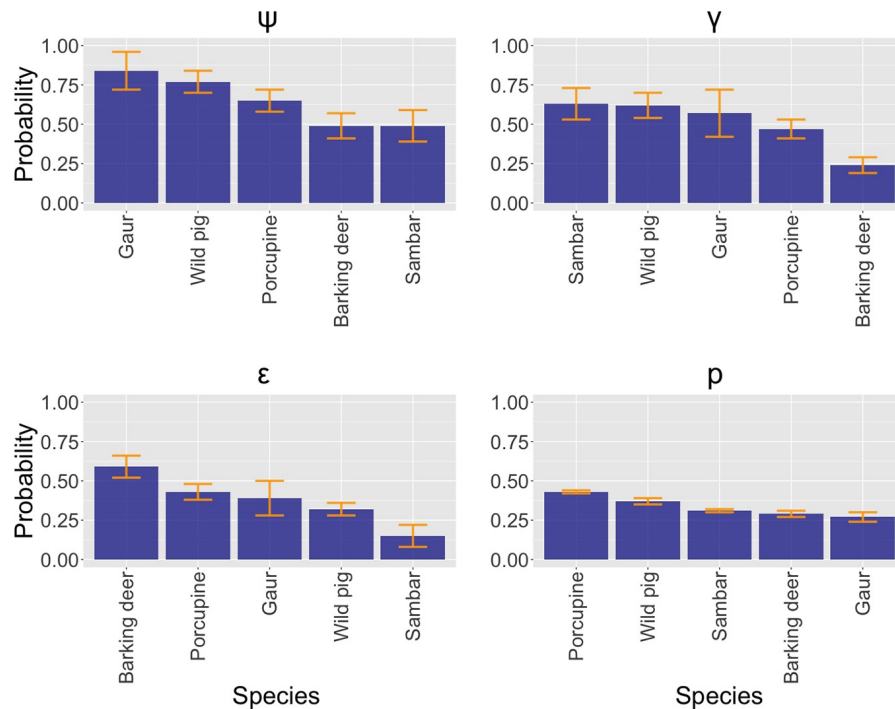 ψ
Probability
1.00
0.75
0.50
0.25
0.00
Gaur
Wild pig
Porcupine
Barking deer
Sambar
γ
1.00
0.75
0.50
0.25
0.00
Sambar
Wild pig
Gaur
Porcupine
Barking deer
ε
Probability
1.00
0.75
0.50
0.25
0.00
Barking deer
Porcupine
Gaur
Wild pig
Sambar
Species
p
1.00
0.75
0.50
0.25
0.00
Porcupine
Wild pig
Sambar
Barking deer
Gaur
Species